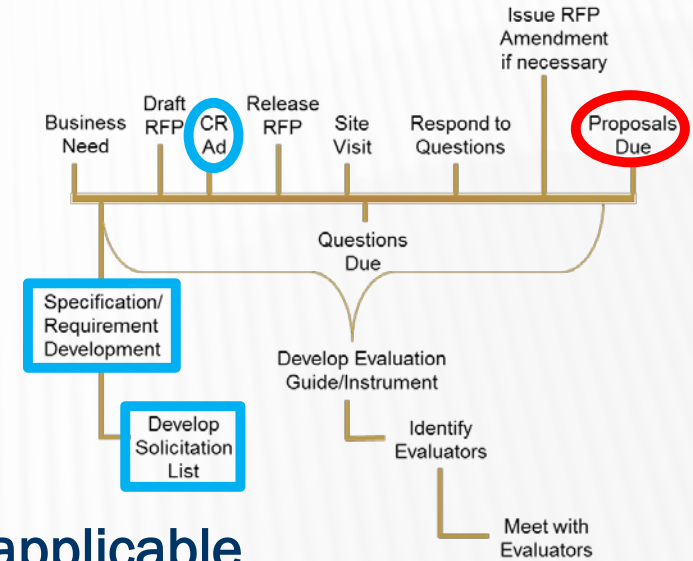 Issue RFP
Amendment
if necessary
Business
Need
Draft
RFP
CR
Ad
Release
RFP
Site
Visit
Respond to
Questions
Proposals
Due
Questions
Due
Specification/
Requirement
Development
Develop
Solicitation
List
Develop Evaluation
Guide/Instrument
Identify
Evaluators
Meet with
Evaluators
applicable